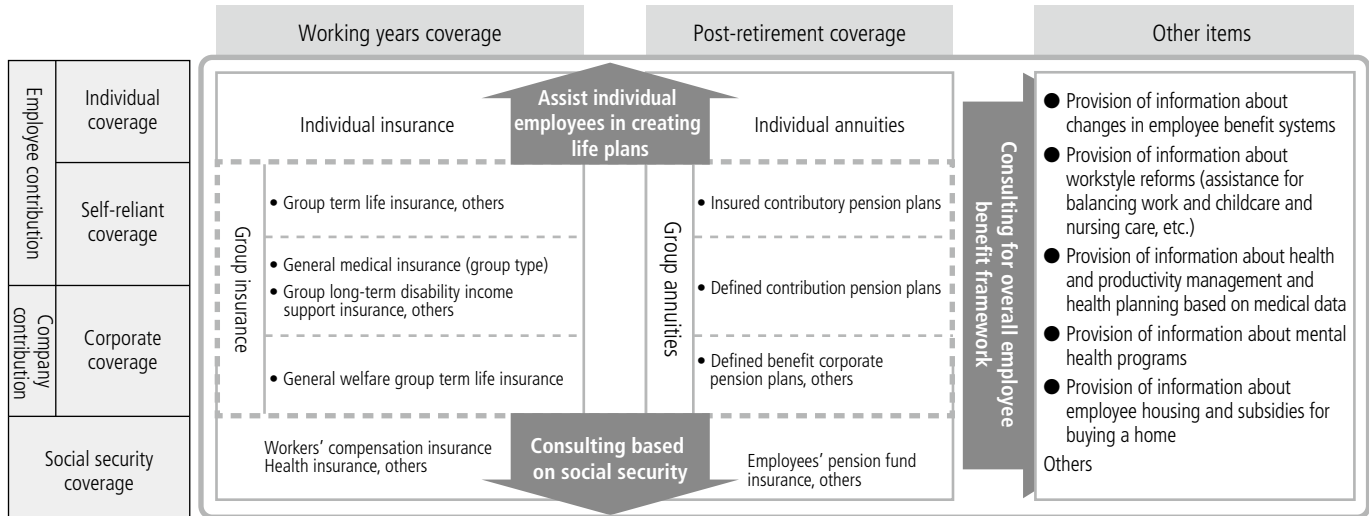 Working years coverage
Post-retirement coverage
Other items
Employee contribution
Individual
coverage
Self-reliant
coverage
Company
contribution
Corporate
coverage
Social security
coverage
Individual insurance
Assist individual
employees in creating
life plans
Individual annuities
Group insurance
• Group term life insurance, others
• General medical insurance (group type)
• Group long-term disability income
support insurance, others
• General welfare group term life insurance
Group annuities
• Insured contributory pension plans
• Defined contribution pension plans
• Defined benefit corporate
pension plans, others
Workers’ compensation insurance
Health insurance, others
Consulting based
on social security
Employees’ pension fund
insurance, others
Consulting for overall employee
benefit framework
● Provision of information about
changes in employee benefit systems
● Provision of information about
workstyle reforms (assistance for
balancing work and childcare and
nursing care, etc.)
● Provision of information about health
and productivity management and
health planning based on medical data
● Provision of information about mental
health programs
● Provision of information about
employee housing and subsidies for
buying a home
Others